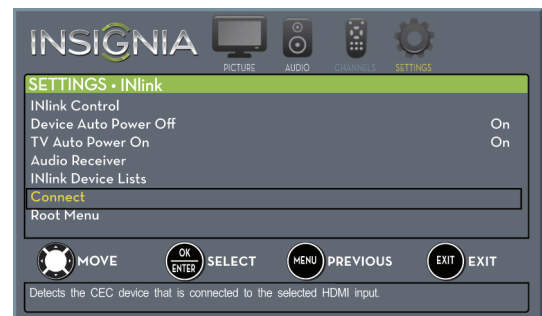 INSIGNIA
PICTURE AUDIO CHANNELS SETTINGS
SETTINGS • INlink
INlink Control
Device Auto Power Off On
TV Auto Power On On
Audio Receiver
INlink Device Lists
Connect
Root Menu
MOVE OK ENTER SELECT MENU PREVIOUS EXIT EXIT
Detects the CEC device that is connected to the selected HDMI input.